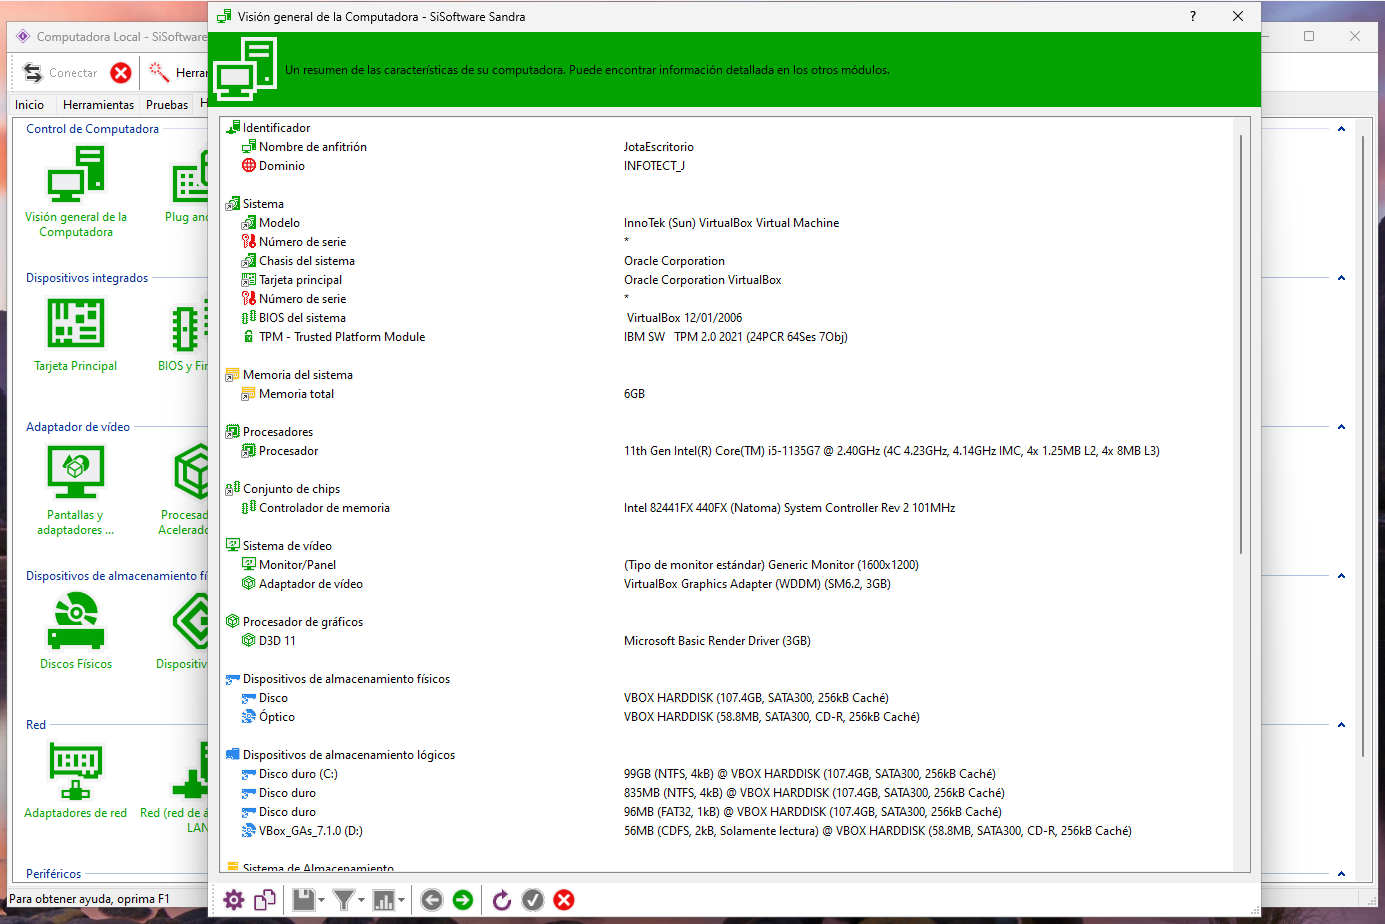 Visión general de la Computadora - SiSoftware Sandra
?
Computadora Local - SiSoftware
Conectar
Inicio
Herramientas
Pruebas
Un resumen de las características de su computadora. Puede encontrar información detallada en los otros módulos.
Control de Computadora
Visión general de la
Computadora
Dispositivos integrados
Tarjeta Principal
Adaptador de vídeo
Pantallas y
adaptadores ...
Discos Físicos
Red
Adaptadores de red
Red (red de
LAN
Periféricos
Para obtener ayuda, oprima F1
Identificador
Nombre de anfitrión JotaEscritorio
Dominio INFOTECT_J
Sistema
Modelo InnoTek (Sun) VirtualBox Virtual Machine
Número de serie *
Chasis del sistema Oracle Corporation
Tarjeta principal Oracle Corporation VirtualBox
Número de serie *
BIOS del sistema VirtualBox 12/01/2006
TPM - Trusted Platform Module IBM SW TPM 2.0 2021 (24PCR 64Ses 7Obj)
Memoria del sistema
Memoria total 6GB
Procesadores
Procesador 11th Gen Intel(R) Core(TM) i5-1135G7 @ 2.40GHz (4C 4.23GHz, 4.14GHz IMC, 4x 1.25MB L2, 4x 8MB L3)
Conjunto de chips
Controlador de memoria Intel 82441FX 440FX (Natoma) System Controller Rev 2 101MHz
Sistema de vídeo
Monitor/Panel (Tipo de monitor estándar) Generic Monitor (1600x1200)
Adaptador de vídeo VirtualBox Graphics Adapter (WDDM) (SM6.2, 3GB)
Procesador de gráficos
D3D 11 Microsoft Basic Render Driver (3GB)
Dispositivos de almacenamiento físicos
Disco VBOX HARDDISK (107.4GB, SATA300, 256kB Caché)
Óptico VBOX HARDDISK (58.8MB, SATA300, CD-R, 256kB Caché)
Dispositivos de almacenamiento lógicos
Disco duro (C:) 99GB (NTFS, 4kB) @ VBOX HARDDISK (107.4GB, SATA300, 256kB Caché)
Disco duro 835MB (NTFS, 4kB) @ VBOX HARDDISK (107.4GB, SATA300, 256kB Caché)
Disco duro 96MB (FAT32, 1kB) @ VBOX HARDDISK (107.4GB, SATA300, 256kB Caché)
VBox_GAs_7.1.0 (D:) 56MB (CDFS, 2kB, Solamente lectura) @ VBOX HARDDISK (58.8MB, SATA300, CD-R, 256kB Caché)
Sistema de Almacenamiento